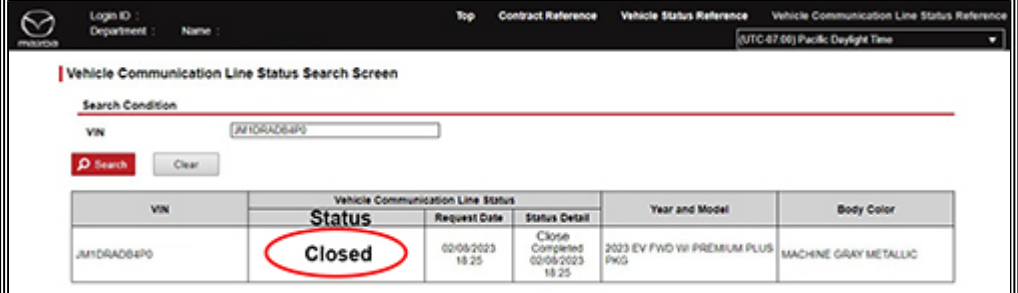 Login ID :
Top Contract Reference Vehicle Status Reference Vehicle Communication Line Status Reference
mazda
Department : Name :
(UTC-07:00) Pacific Daylight Time
Vehicle Communication Line Status Search Screen
Search Condition
VIN JM1DRADB4P0
Search Clear
VIN Vehicle Communication Line Status Year and Model Body Color
Status Request Date Status Detail
JM1DRADB4P0 Closed 02/08/2023 18:25 Close Completed 02/08/2023 18:25 2023 EV FWD W/ PREMIUM PLUS PKG MACHINE GRAY METALLIC